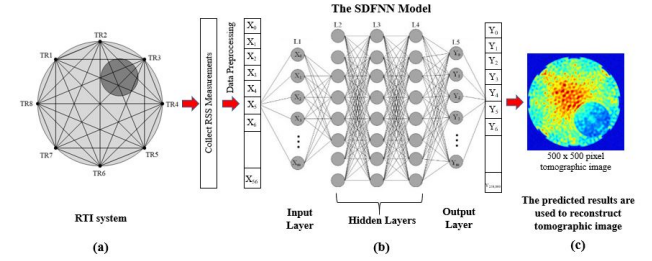 The SDFNN Model
TR1
TR2
TR3
TR4
TR5
TR6
TR7
TR8
RTI system
(a)
Collect RSS Measurements
Data Preprocessing
X0
X1
X2
X3
X4
X5
X6
X56
L1
L2
L3
L4
L5
Input
Layer
Hidden Layers
Output
Layer
(b)
Y0
Y1
Y2
Y3
Y4
Y5
Y6
500 x 500 pixel
tomographic image
The predicted results are
used to reconstruct
tomographic image
(c)